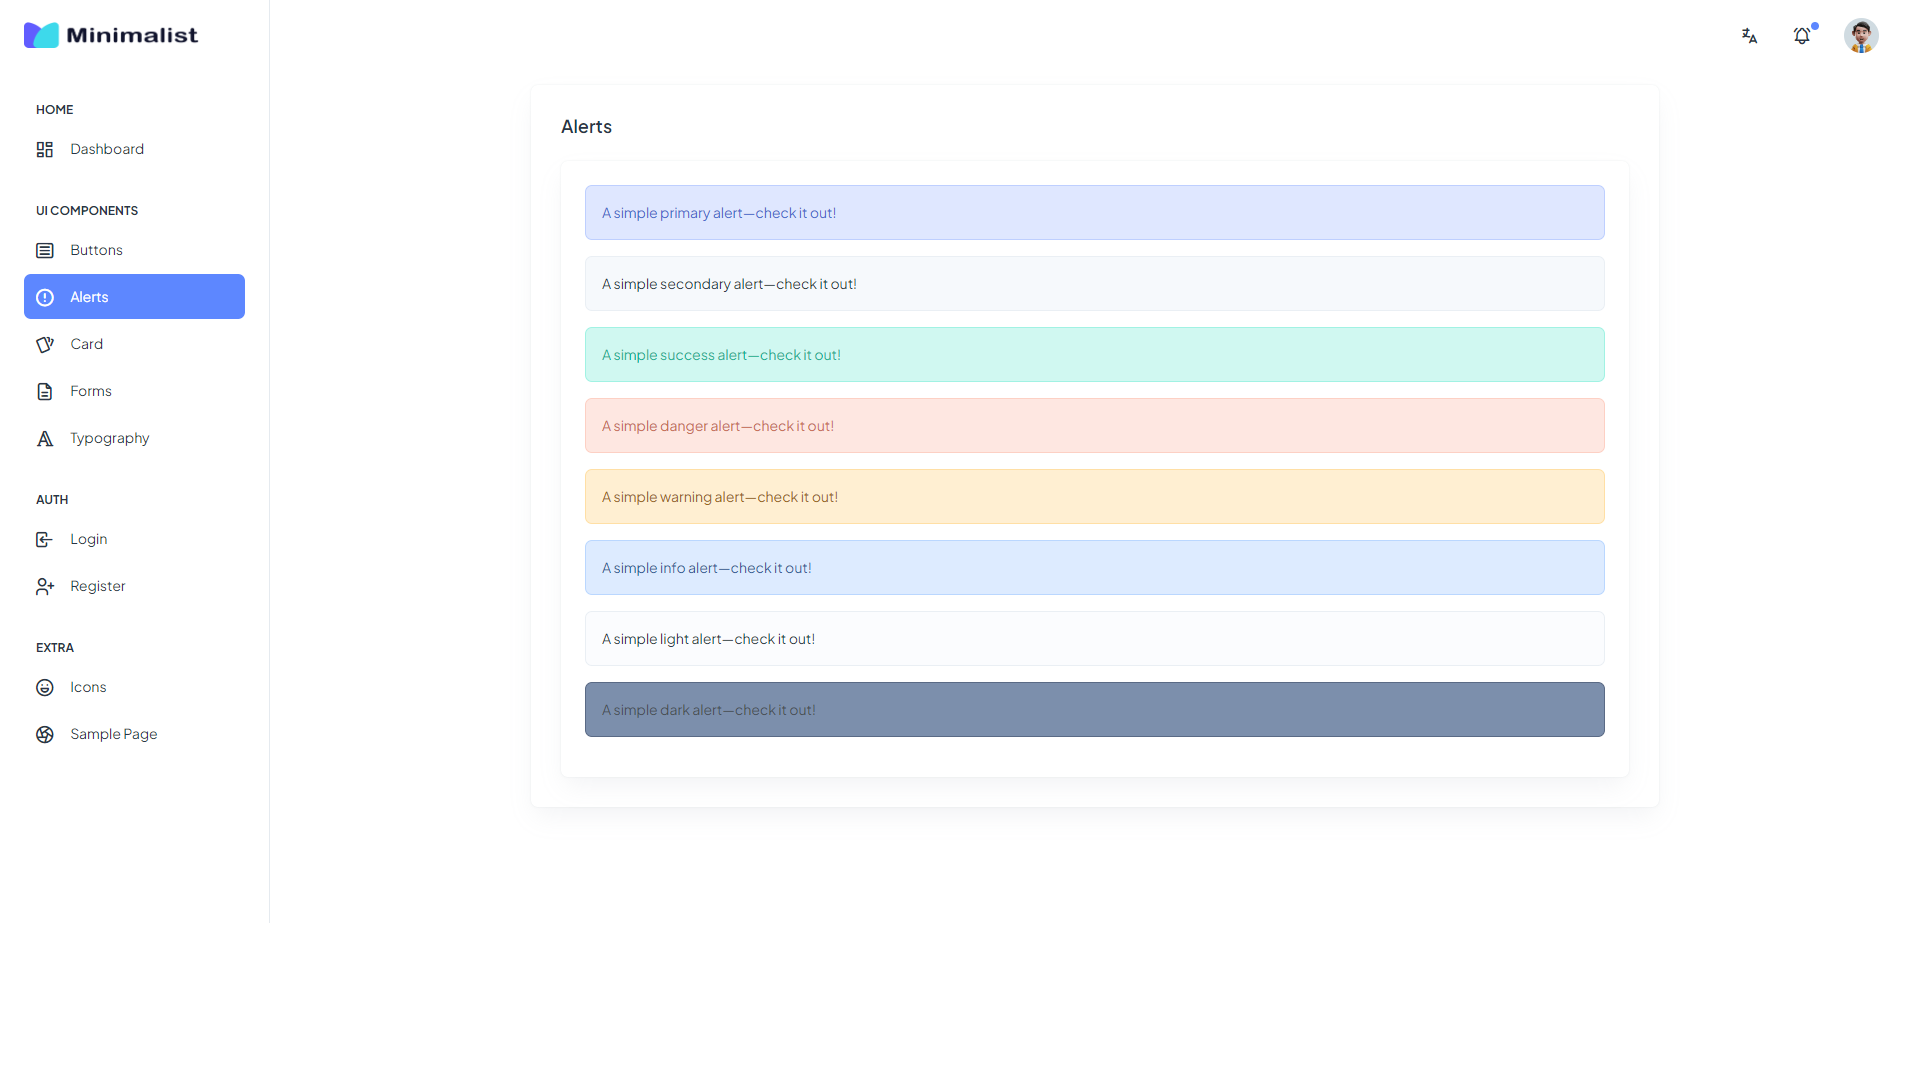 Minimalist
HOME
Dashboard
UI COMPONENTS
Buttons
Alerts
Card
Forms
Typography
AUTH
Login
Register
EXTRA
Icons
Sample Page
Alerts
A simple primary alert—check it out!
A simple secondary alert—check it out!
A simple success alert—check it out!
A simple danger alert—check it out!
A simple warning alert—check it out!
A simple info alert—check it out!
A simple light alert—check it out!
A simple dark alert—check it out!